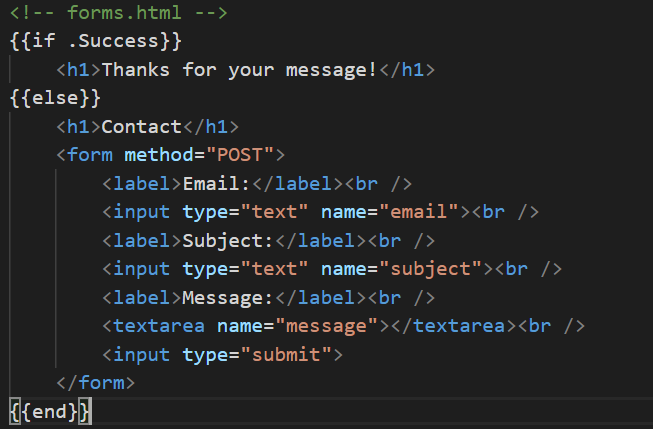 <!-- forms.html -->
{{if .Success}}
    <h1>Thanks for your message!</h1>
{{else}}
    <h1>Contact</h1>
    <form method="POST">
        <label>Email:</label><br />
        <input type="text" name="email"><br />
        <label>Subject:</label><br />
        <input type="text" name="subject"><br />
        <label>Message:</label><br />
        <textarea name="message"></textarea><br />
        <input type="submit">
    </form>
{{end}}